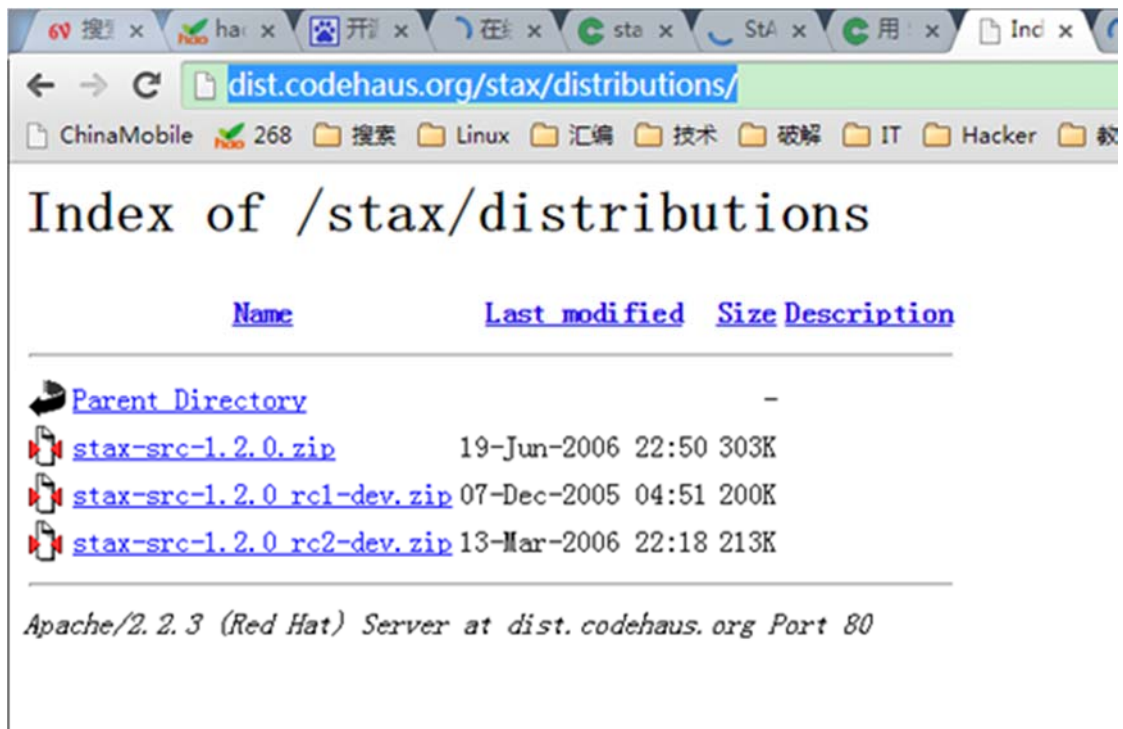 搜 ha 开 在 sta StA 用 Ind
dist.codehaus.org/stax/distributions/
ChinaMobile hao 268 搜素 Linux 汇编 技术 破解 IT Hacker 教
Index of /stax/distributions
Name Last modified Size Description
Parent Directory -
stax-src-1.2.0.zip 19-Jun-2006 22:50 303K
stax-src-1.2.0_rc1-dev.zip 07-Dec-2005 04:51 200K
stax-src-1.2.0_rc2-dev.zip 13-Mar-2006 22:18 213K
Apache/2.2.3 (Red Hat) Server at dist.codehaus.org Port 80